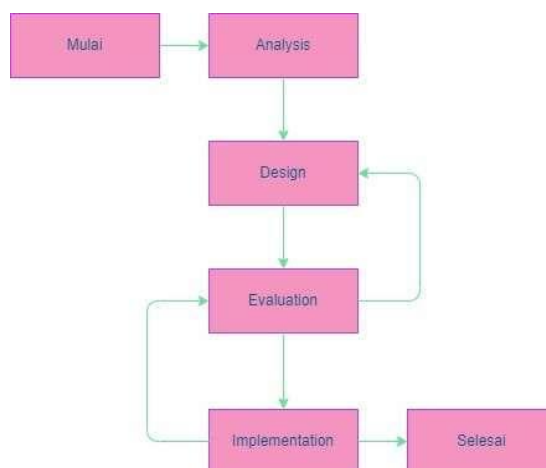 Mulai
Analysis
Design
Evaluation
Implementation
Selesai